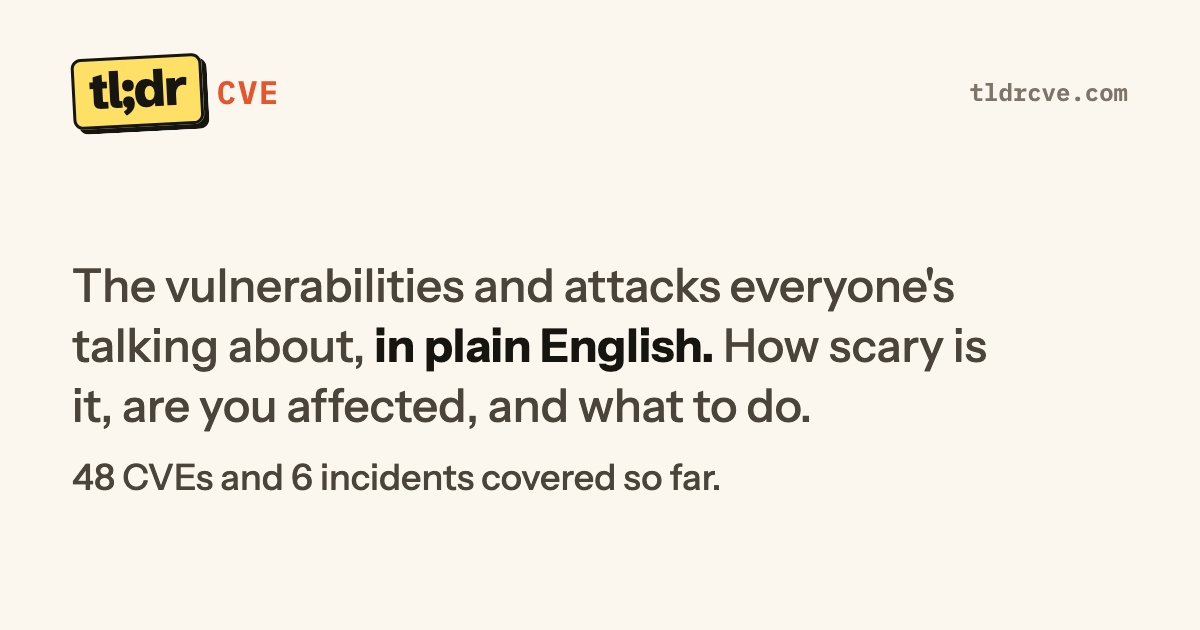 tl;dr CVE
tldrcve.com
The vulnerabilities and attacks everyone's
talking about, in plain English. How scary is
it, are you affected, and what to do.
48 CVEs and 6 incidents covered so far.